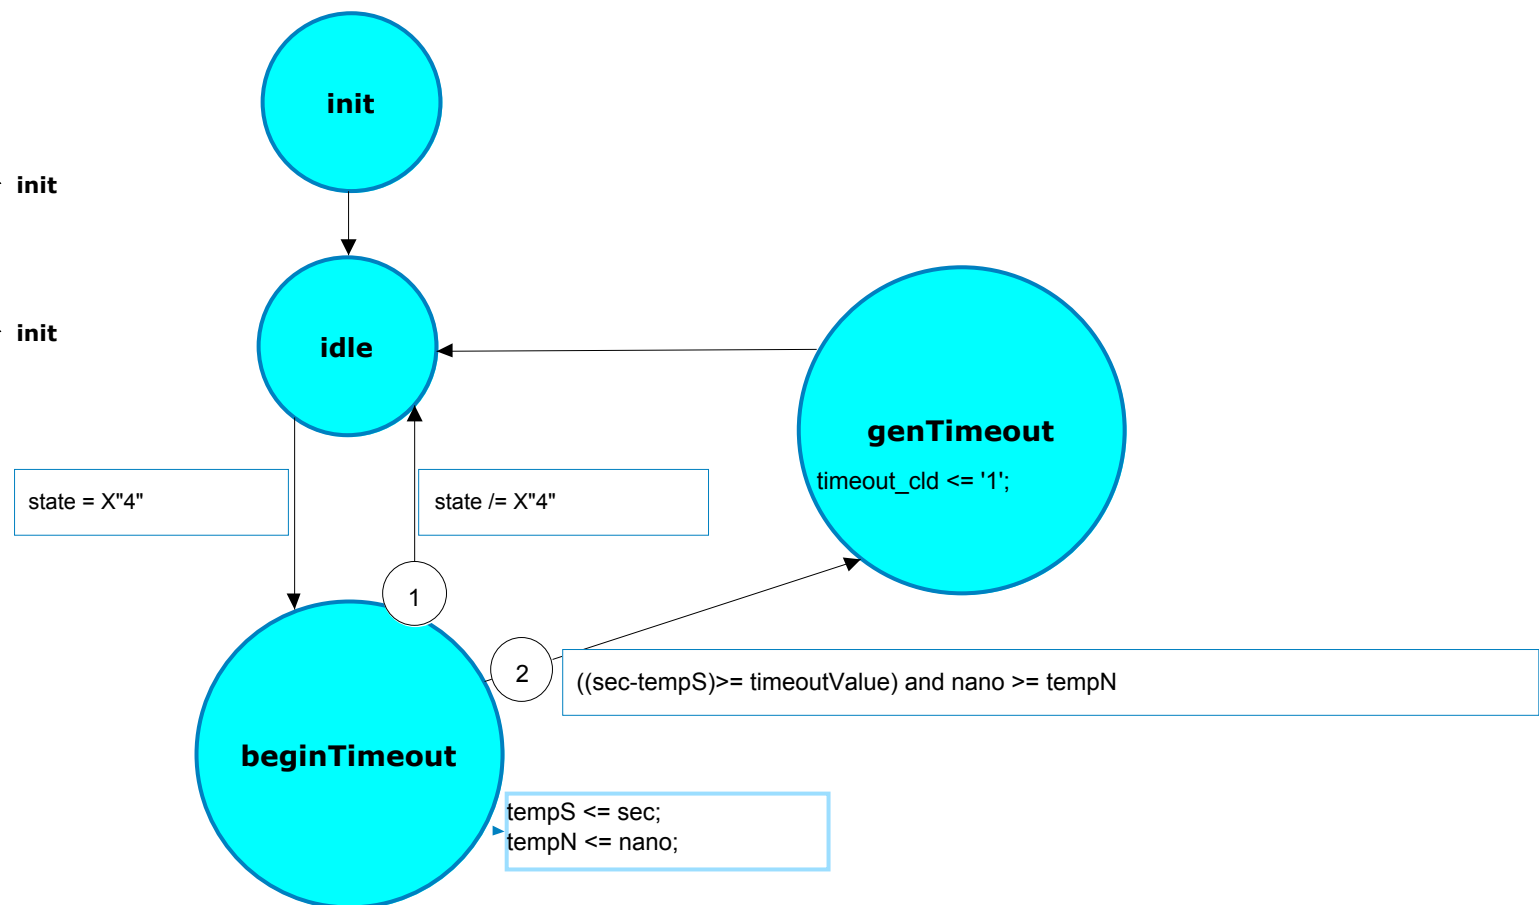 init
init
idle
init
genTimeout
timeout_cld <= '1';
state = X"4"
state /= X"4"
1
2
((sec-tempS)>= timeoutValue) and nano >= tempN
beginTimeout
tempS <= sec;
tempN <= nano;